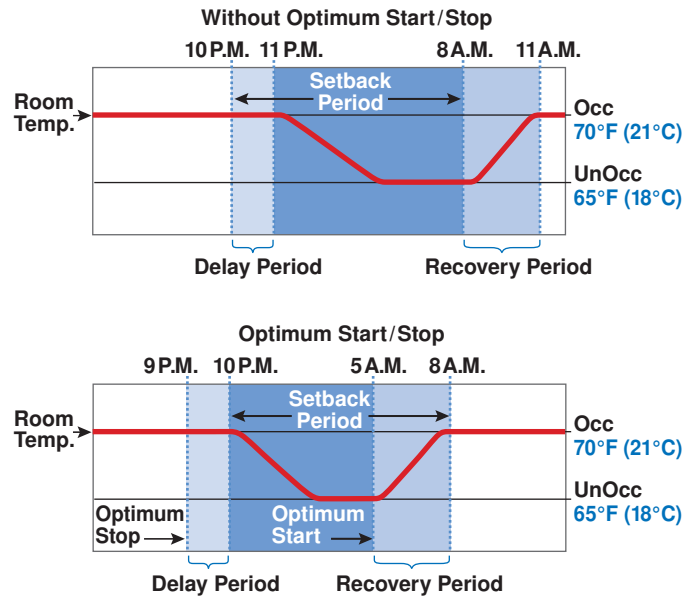 Without Optimum Start/Stop
10 P.M. 11 P.M. 8 A.M. 11 A.M.
Setback
Period
Room
Temp.
Occ
70°F (21°C)
UnOcc
65°F (18°C)
Delay Period Recovery Period
Optimum Start/Stop
9 P.M. 10 P.M. 5 A.M. 8 A.M.
Setback
Period
Room
Temp.
Occ
70°F (21°C)
UnOcc
65°F (18°C)
Optimum
Stop
Optimum
Start
Delay Period Recovery Period